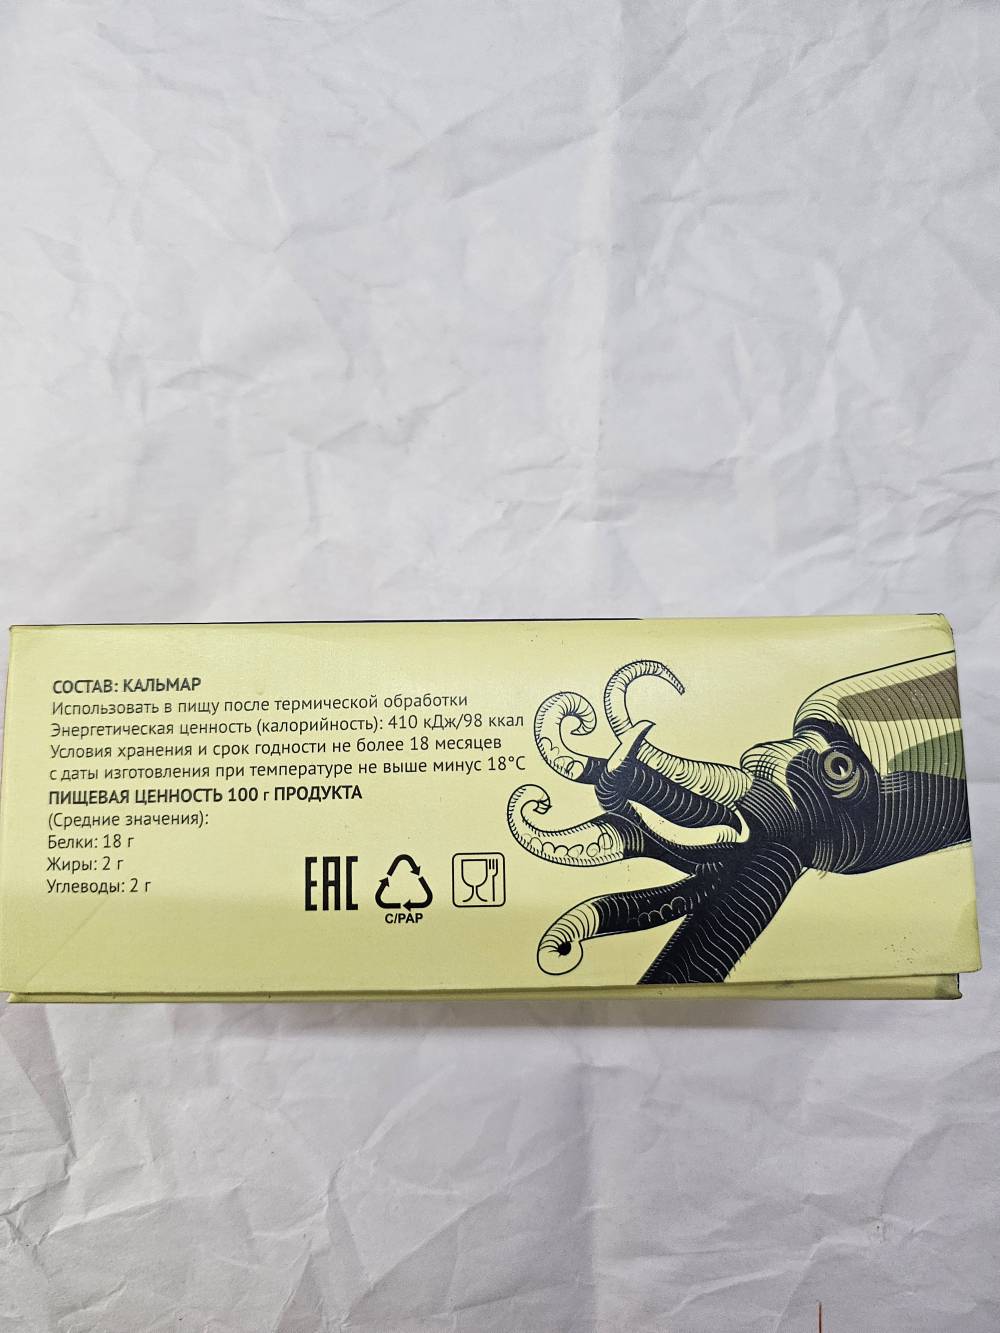 СОСТАВ: КАЛЬМАР
Использовать в пищу после термической обработки
Энергетическая ценность (калорийность): 410 кДж/98 ккал
Условия хранения и срок годности не более 18 месяцев
с даты изготовления при температуре не выше минус 18°С
ПИЩЕВАЯ ЦЕННОСТЬ 100 г ПРОДУКТА
(Средние значения):
Белки: 18 г
Жиры: 2 г
Углеводы: 2 г
ЕАС
C/PAP